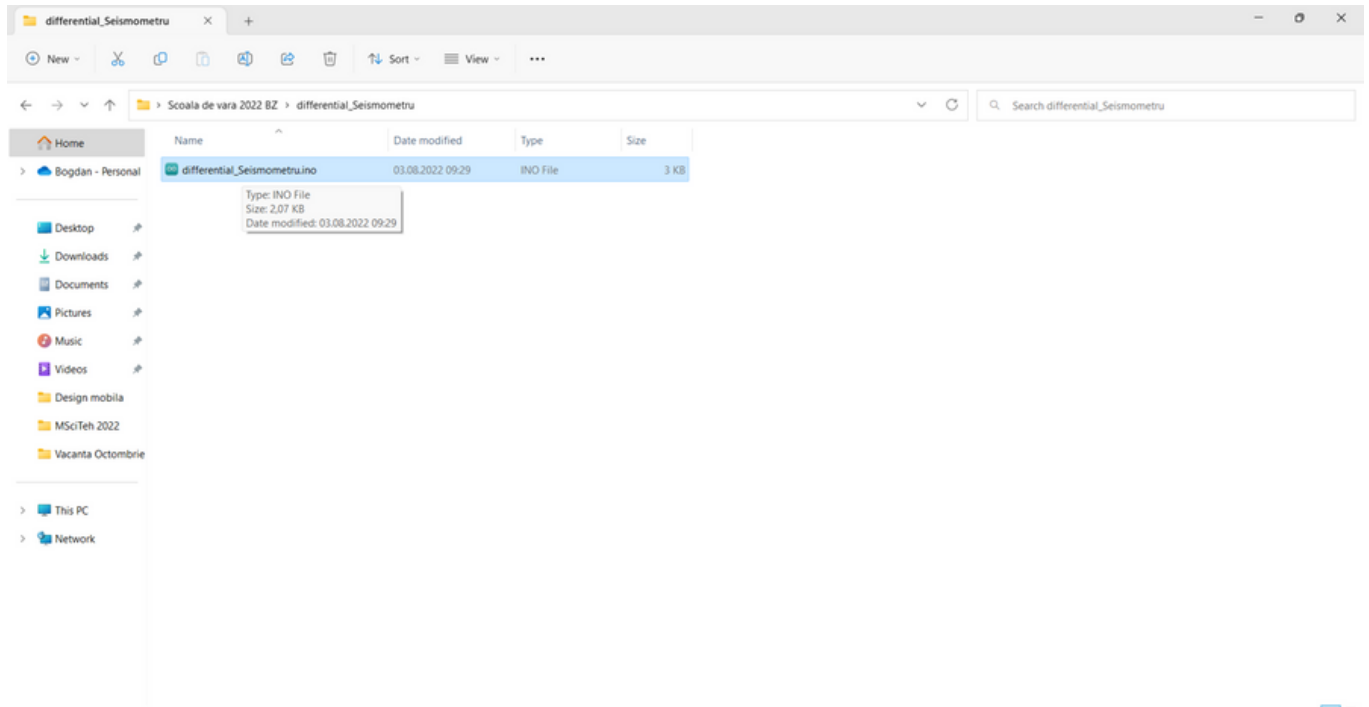 differential_Seismometru
New
Sort
View
Scoala de vara 2022 BZ > differential_Seismometru
Search differential_Seismometru
Home
Bogdan - Personal
Desktop
Downloads
Documents
Pictures
Music
Videos
Design mobila
MSciTeh 2022
Vacanta Octombrie
This PC
Network
Name Date modified Type Size
differential_Seismometru.ino 03.08.2022 09:29 INO File 3 KB
Type: INO File
Size: 2,07 KB
Date modified: 03.08.2022 09:29